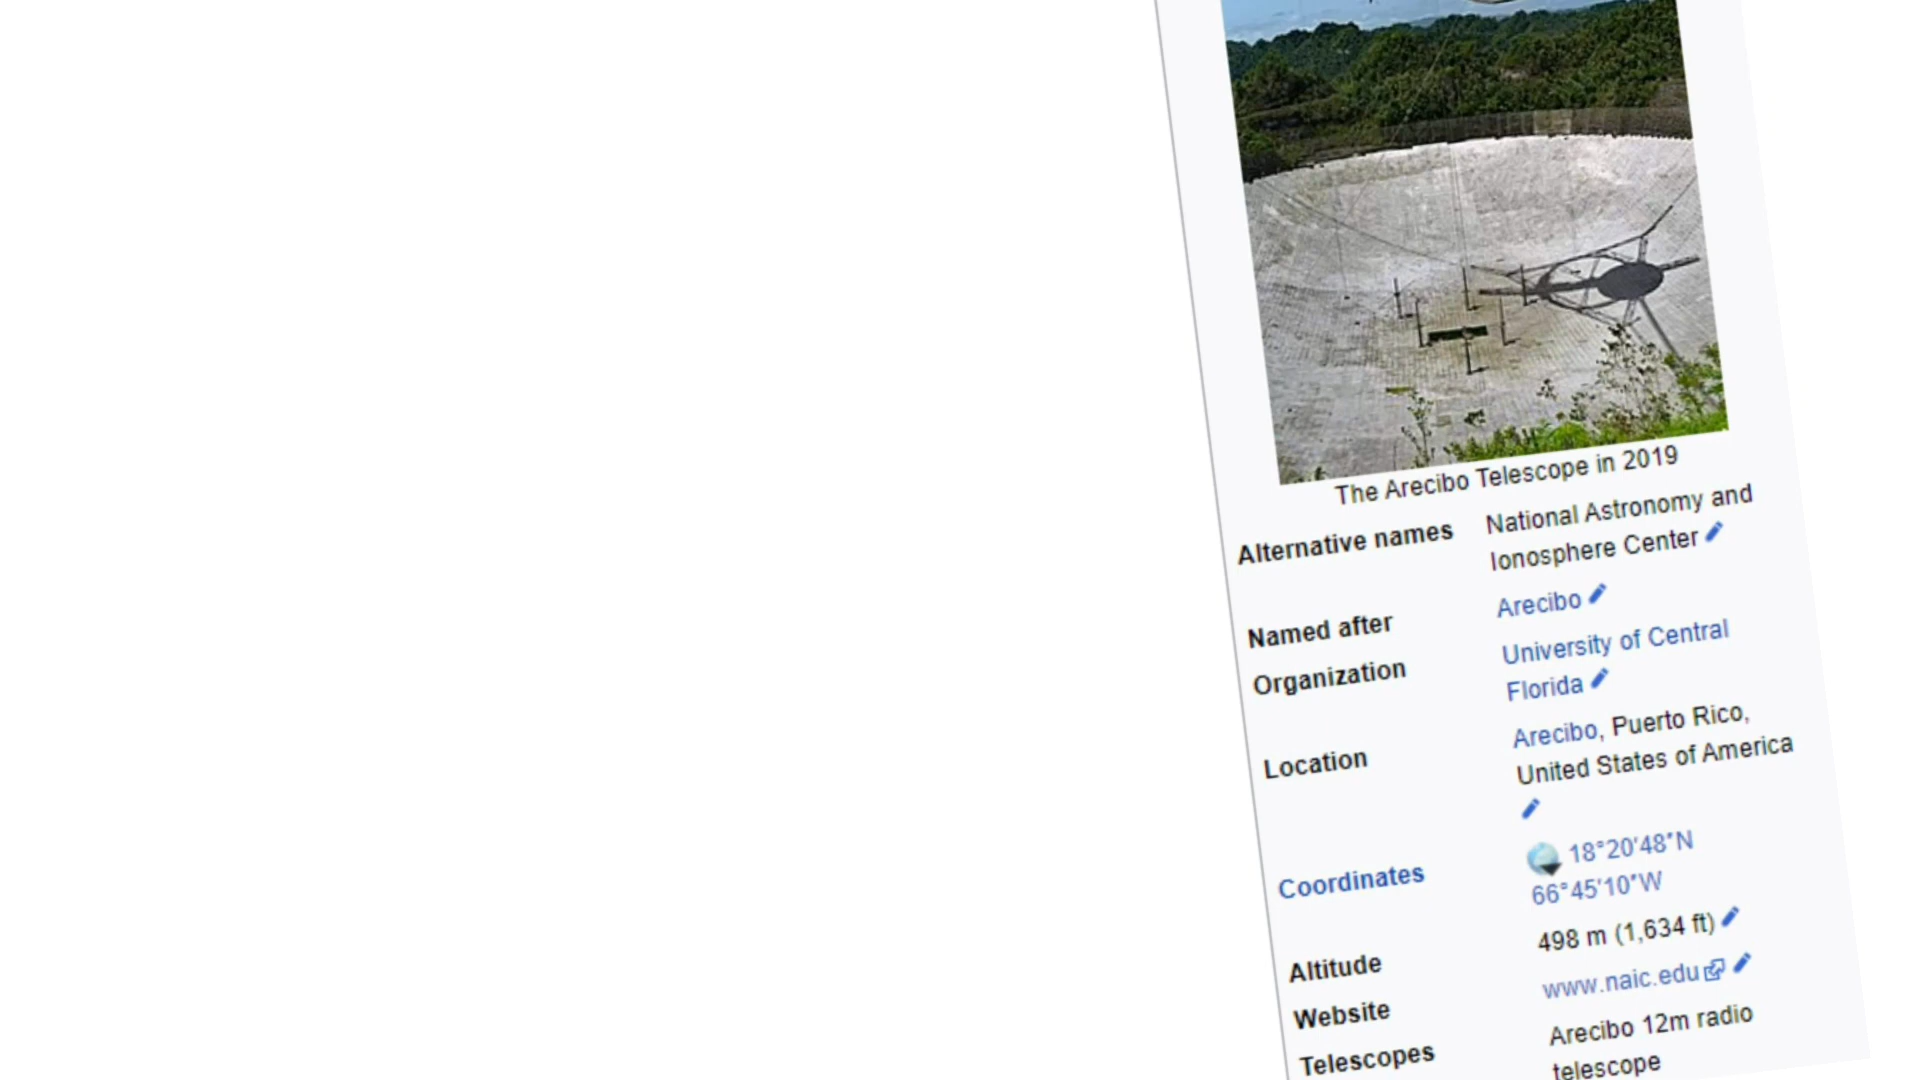 The Arecibo Telescope in 2019
Alternative names
National Astronomy and
Ionosphere Center
Named after
Arecibo
Organization
University of Central
Florida
Location
Arecibo, Puerto Rico,
United States of America
Coordinates
18°20′48″N
66°45′10″W
Altitude
498 m (1,634 ft)
Website
www.naic.edu
Telescopes
Arecibo 12m radio
telescope